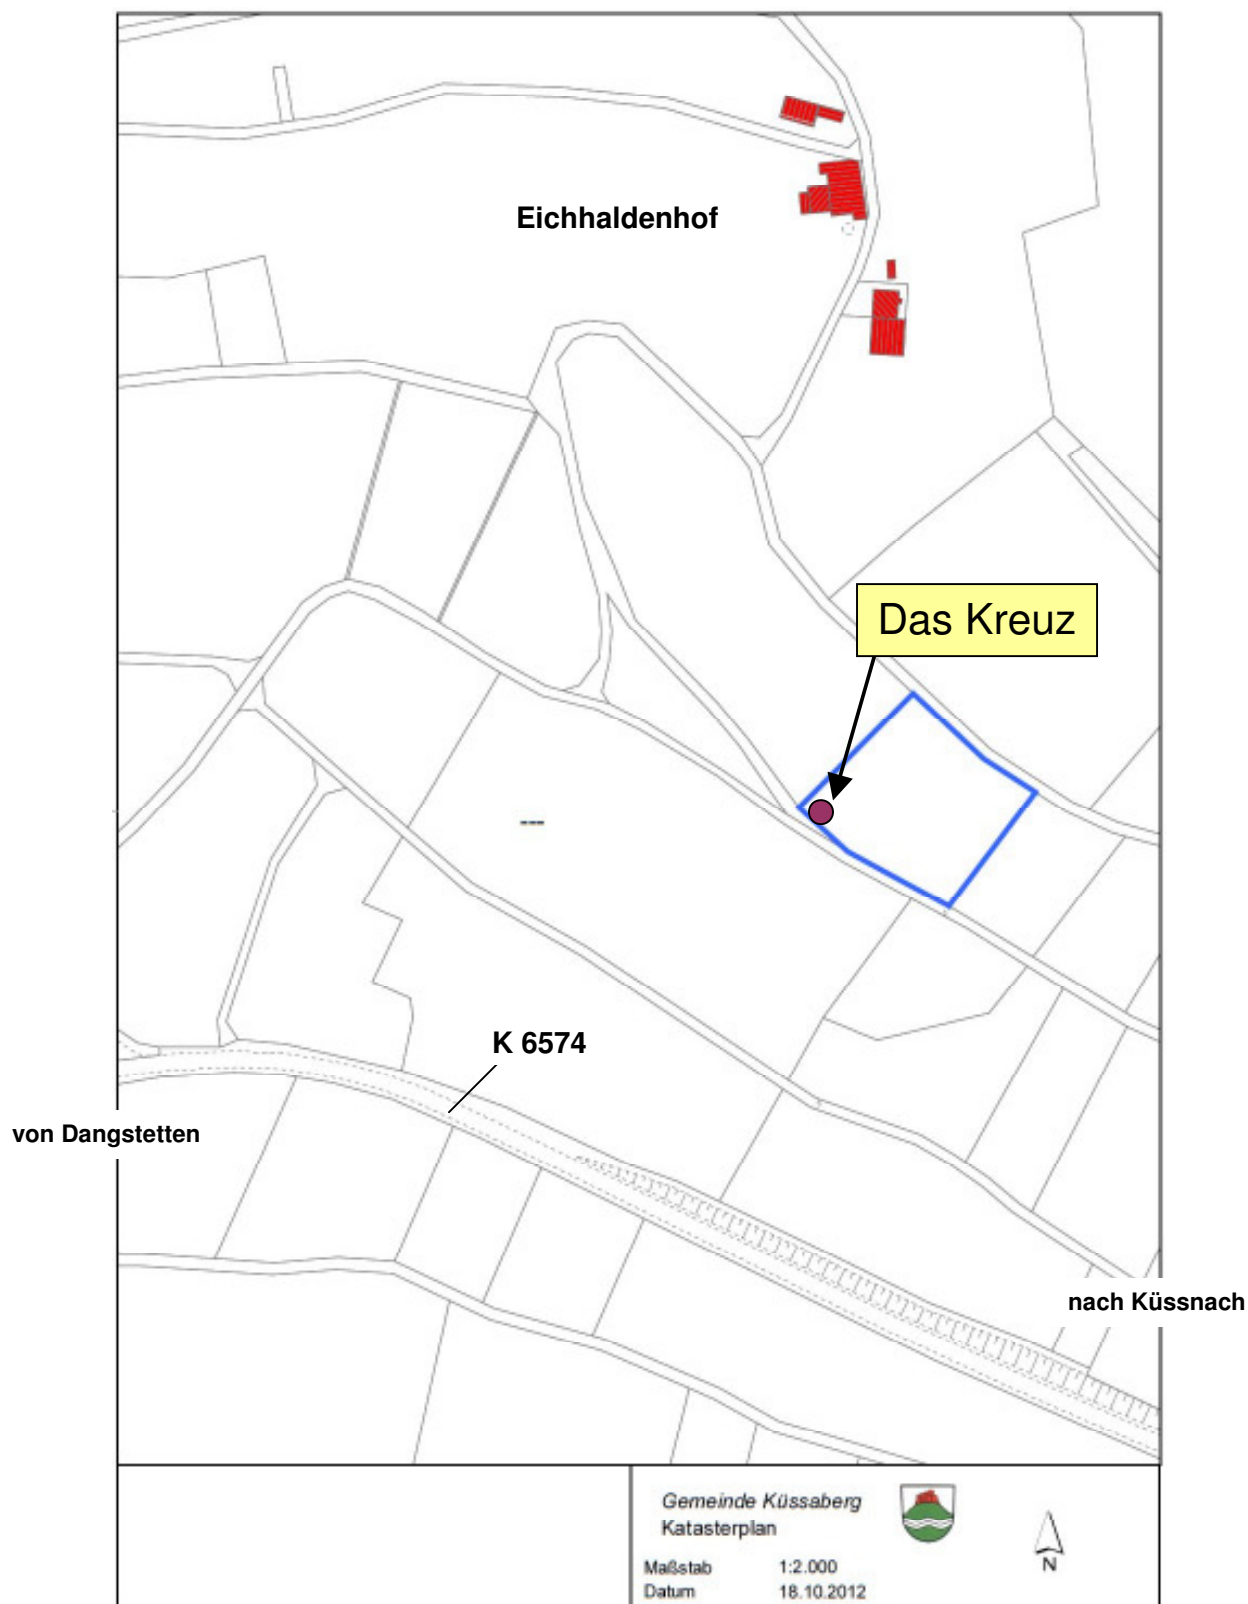 Eichhaldenhof
Das Kreuz
---
K 6574
von Dangstetten
nach Küssnach
Gemeinde Küssaberg
Katasterplan
Maßstab 1:2.000
Datum 18.10.2012
N